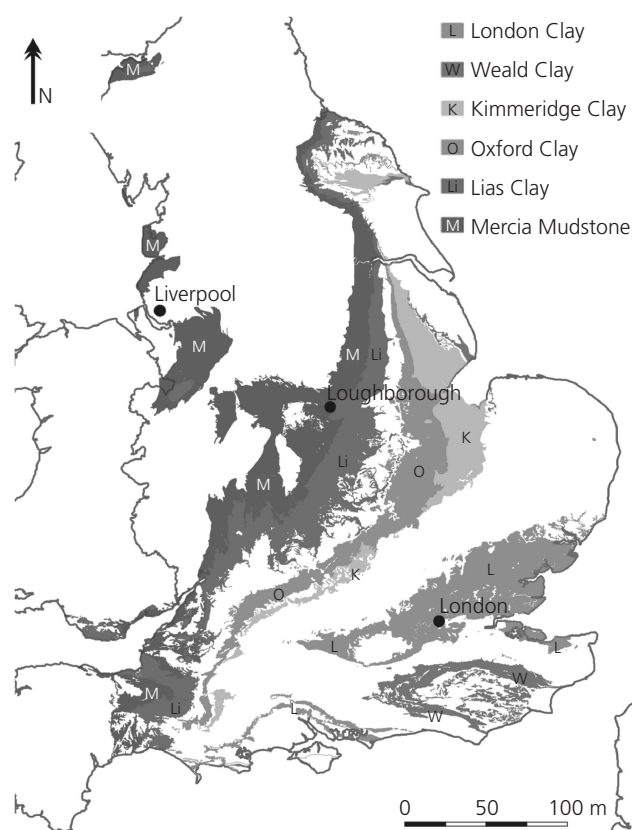 L London Clay
W Weald Clay
K Kimmeridge Clay
O Oxford Clay
Li Lias Clay
M Mercia Mudstone
N
M
M
Liverpool
M
M
Li
Loughborough
K
Li
O
M
K
L
O
London
L
L
M
W
Li
L
W
0 50 100 m